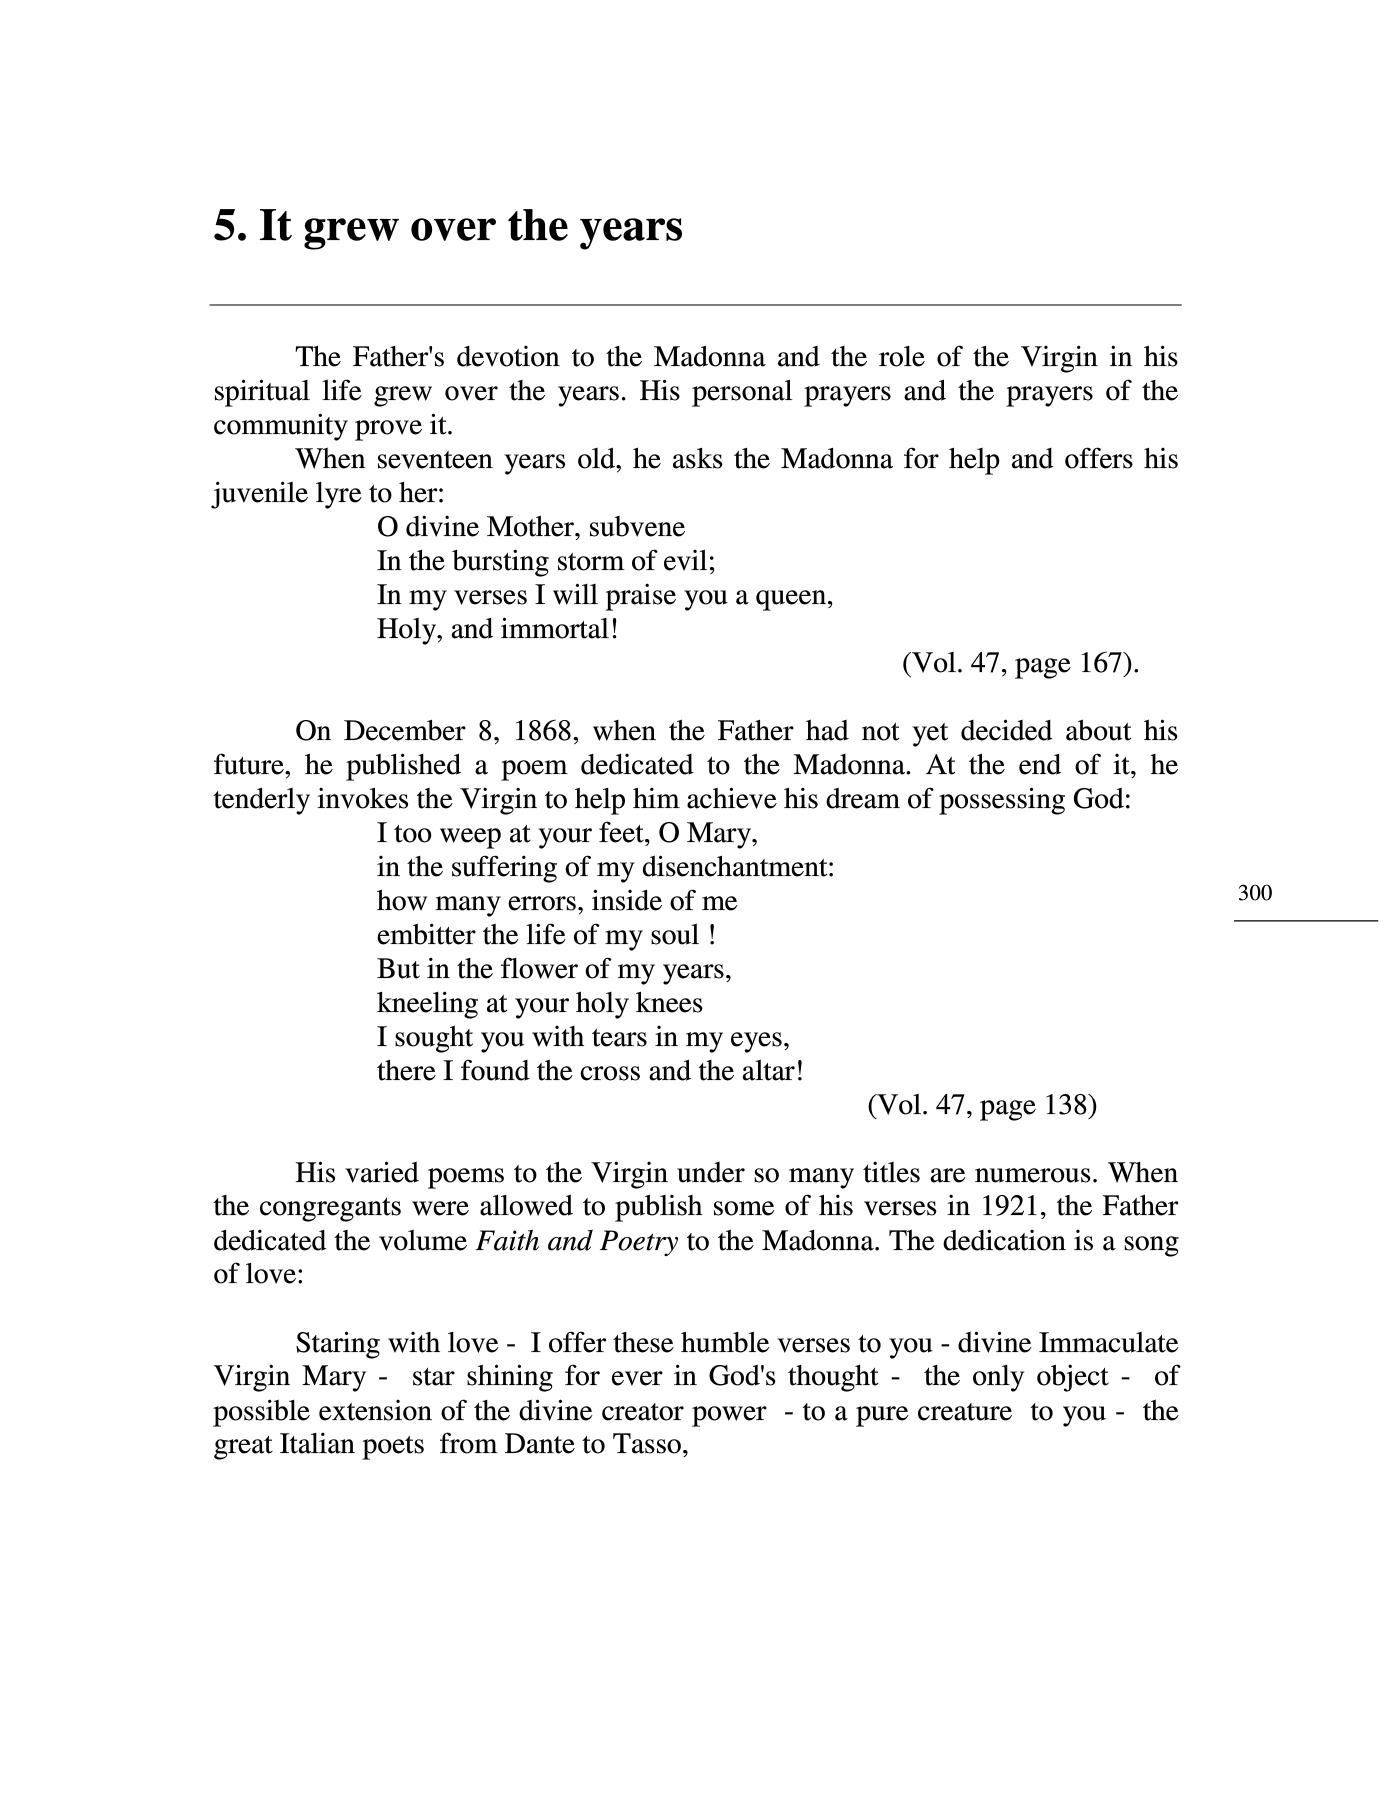 5. It grew over the years
The Father's devotion to the Madonna and the role of the Virgin in his
spiritual life grew over the years. His personal prayers and the prayers of the
community prove it.
When seventeen years old, he asks the Madonna for help and offers his
juvenile lyre to her:
O divine Mother, subvene
In the bursting storm of evil;
In my verses I will praise you a queen,
Holy, and immortal!
(Vol. 47, page 167).
On December 8, 1868, when the Father had not yet decided about his
future, he published a poem dedicated to the Madonna. At the end of it, he
tenderly invokes the Virgin to help him achieve his dream of possessing God:
I too weep at your feet, O Mary,
in the suffering of my disenchantment:
how many errors, inside of me
embitter the life of my soul !
But in the flower of my years,
kneeling at your holy knees
I sought you with tears in my eyes,
there I found the cross and the altar!
(Vol. 47, page 138)
300
His varied poems to the Virgin under so many titles are numerous. When
the congregants were allowed to publish some of his verses in 1921, the Father
dedicated the volume Faith and Poetry to the Madonna. The dedication is a song
of love:
Staring with love -  I offer these humble verses to you - divine Immaculate
Virgin Mary -  star shining for ever in God's thought -  the only object -  of
possible extension of the divine creator power  - to a pure creature  to you -  the
great Italian poets  from Dante to Tasso,